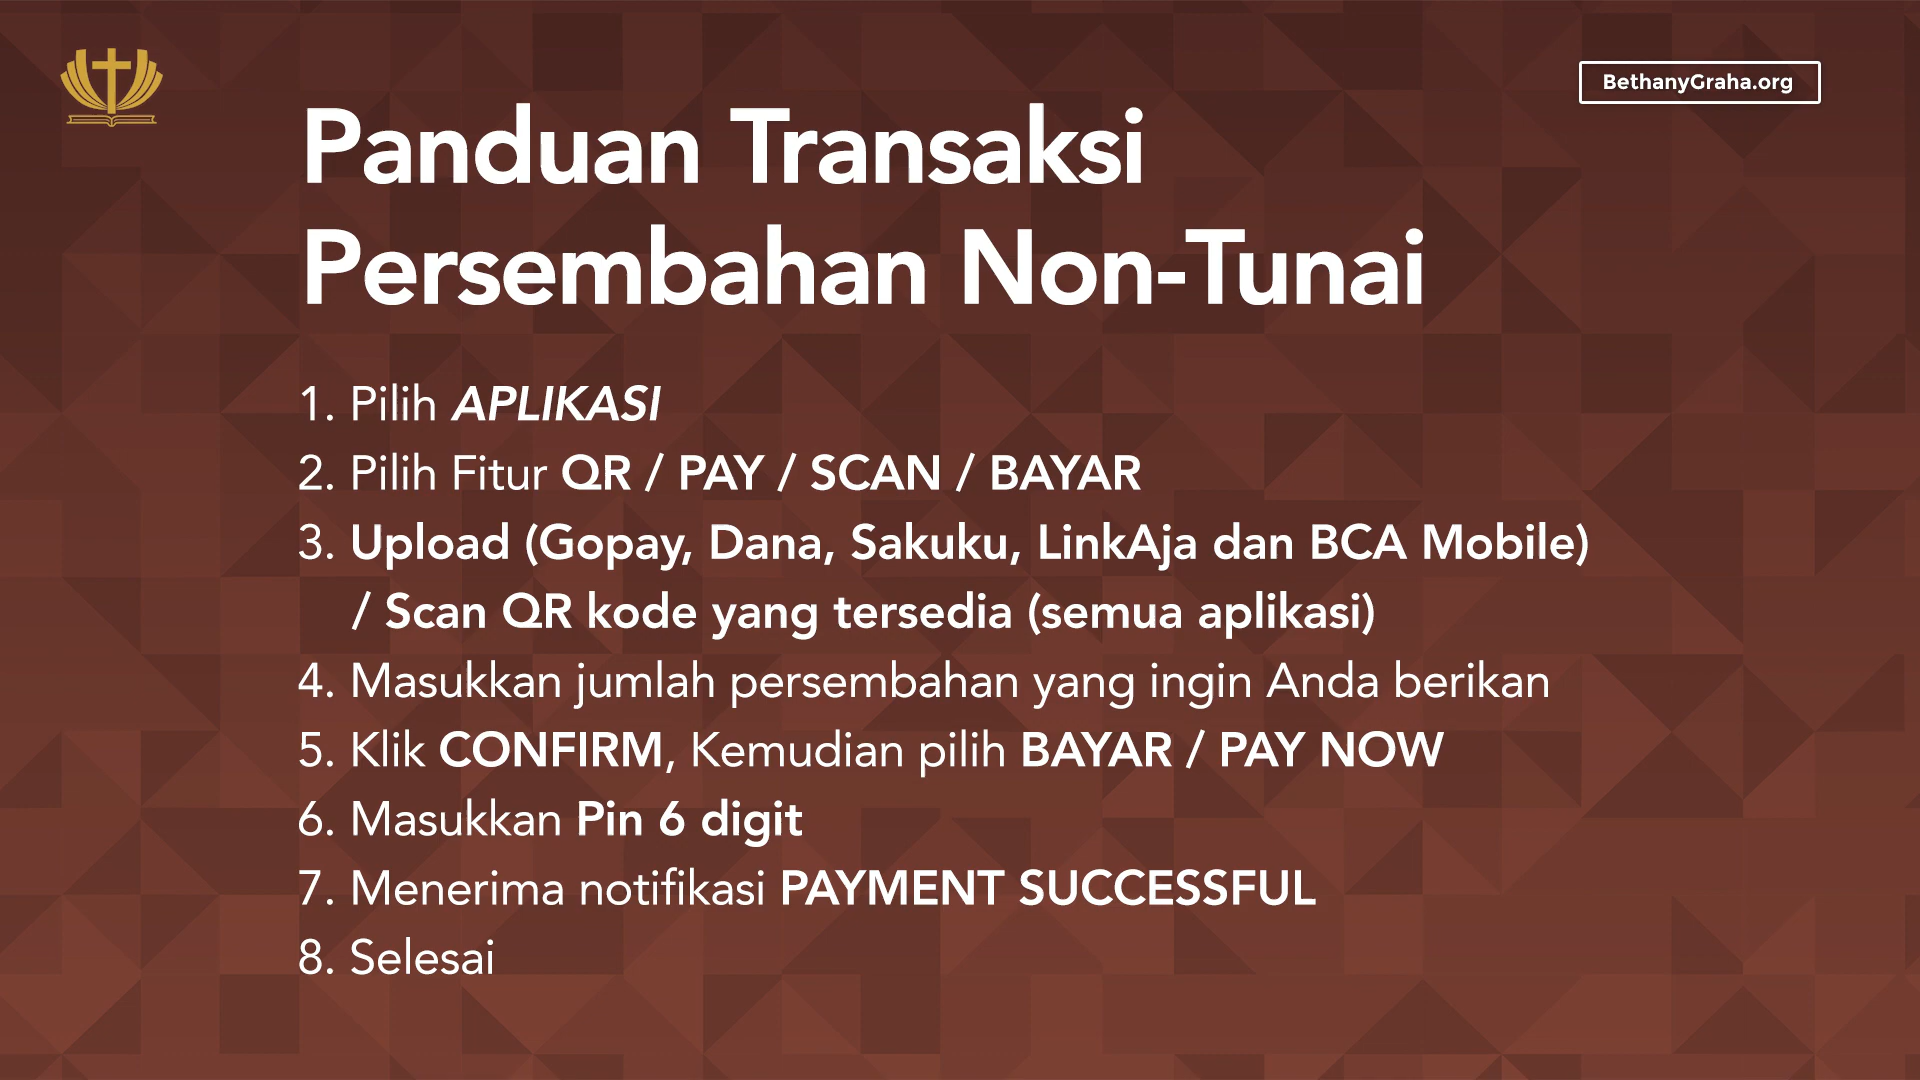 BethanyGraha.org
Panduan Transaksi
Persembahan Non-Tunai
1. Pilih APLIKASI
2. Pilih Fitur QR / PAY / SCAN / BAYAR
3. Upload (Gopay, Dana, Sakuku, LinkAja dan BCA Mobile)
/ Scan QR kode yang tersedia (semua aplikasi)
4. Masukkan jumlah persembahan yang ingin Anda berikan
5. Klik CONFIRM, Kemudian pilih BAYAR / PAY NOW
6. Masukkan Pin 6 digit
7. Menerima notifikasi PAYMENT SUCCESSFUL
8. Selesai